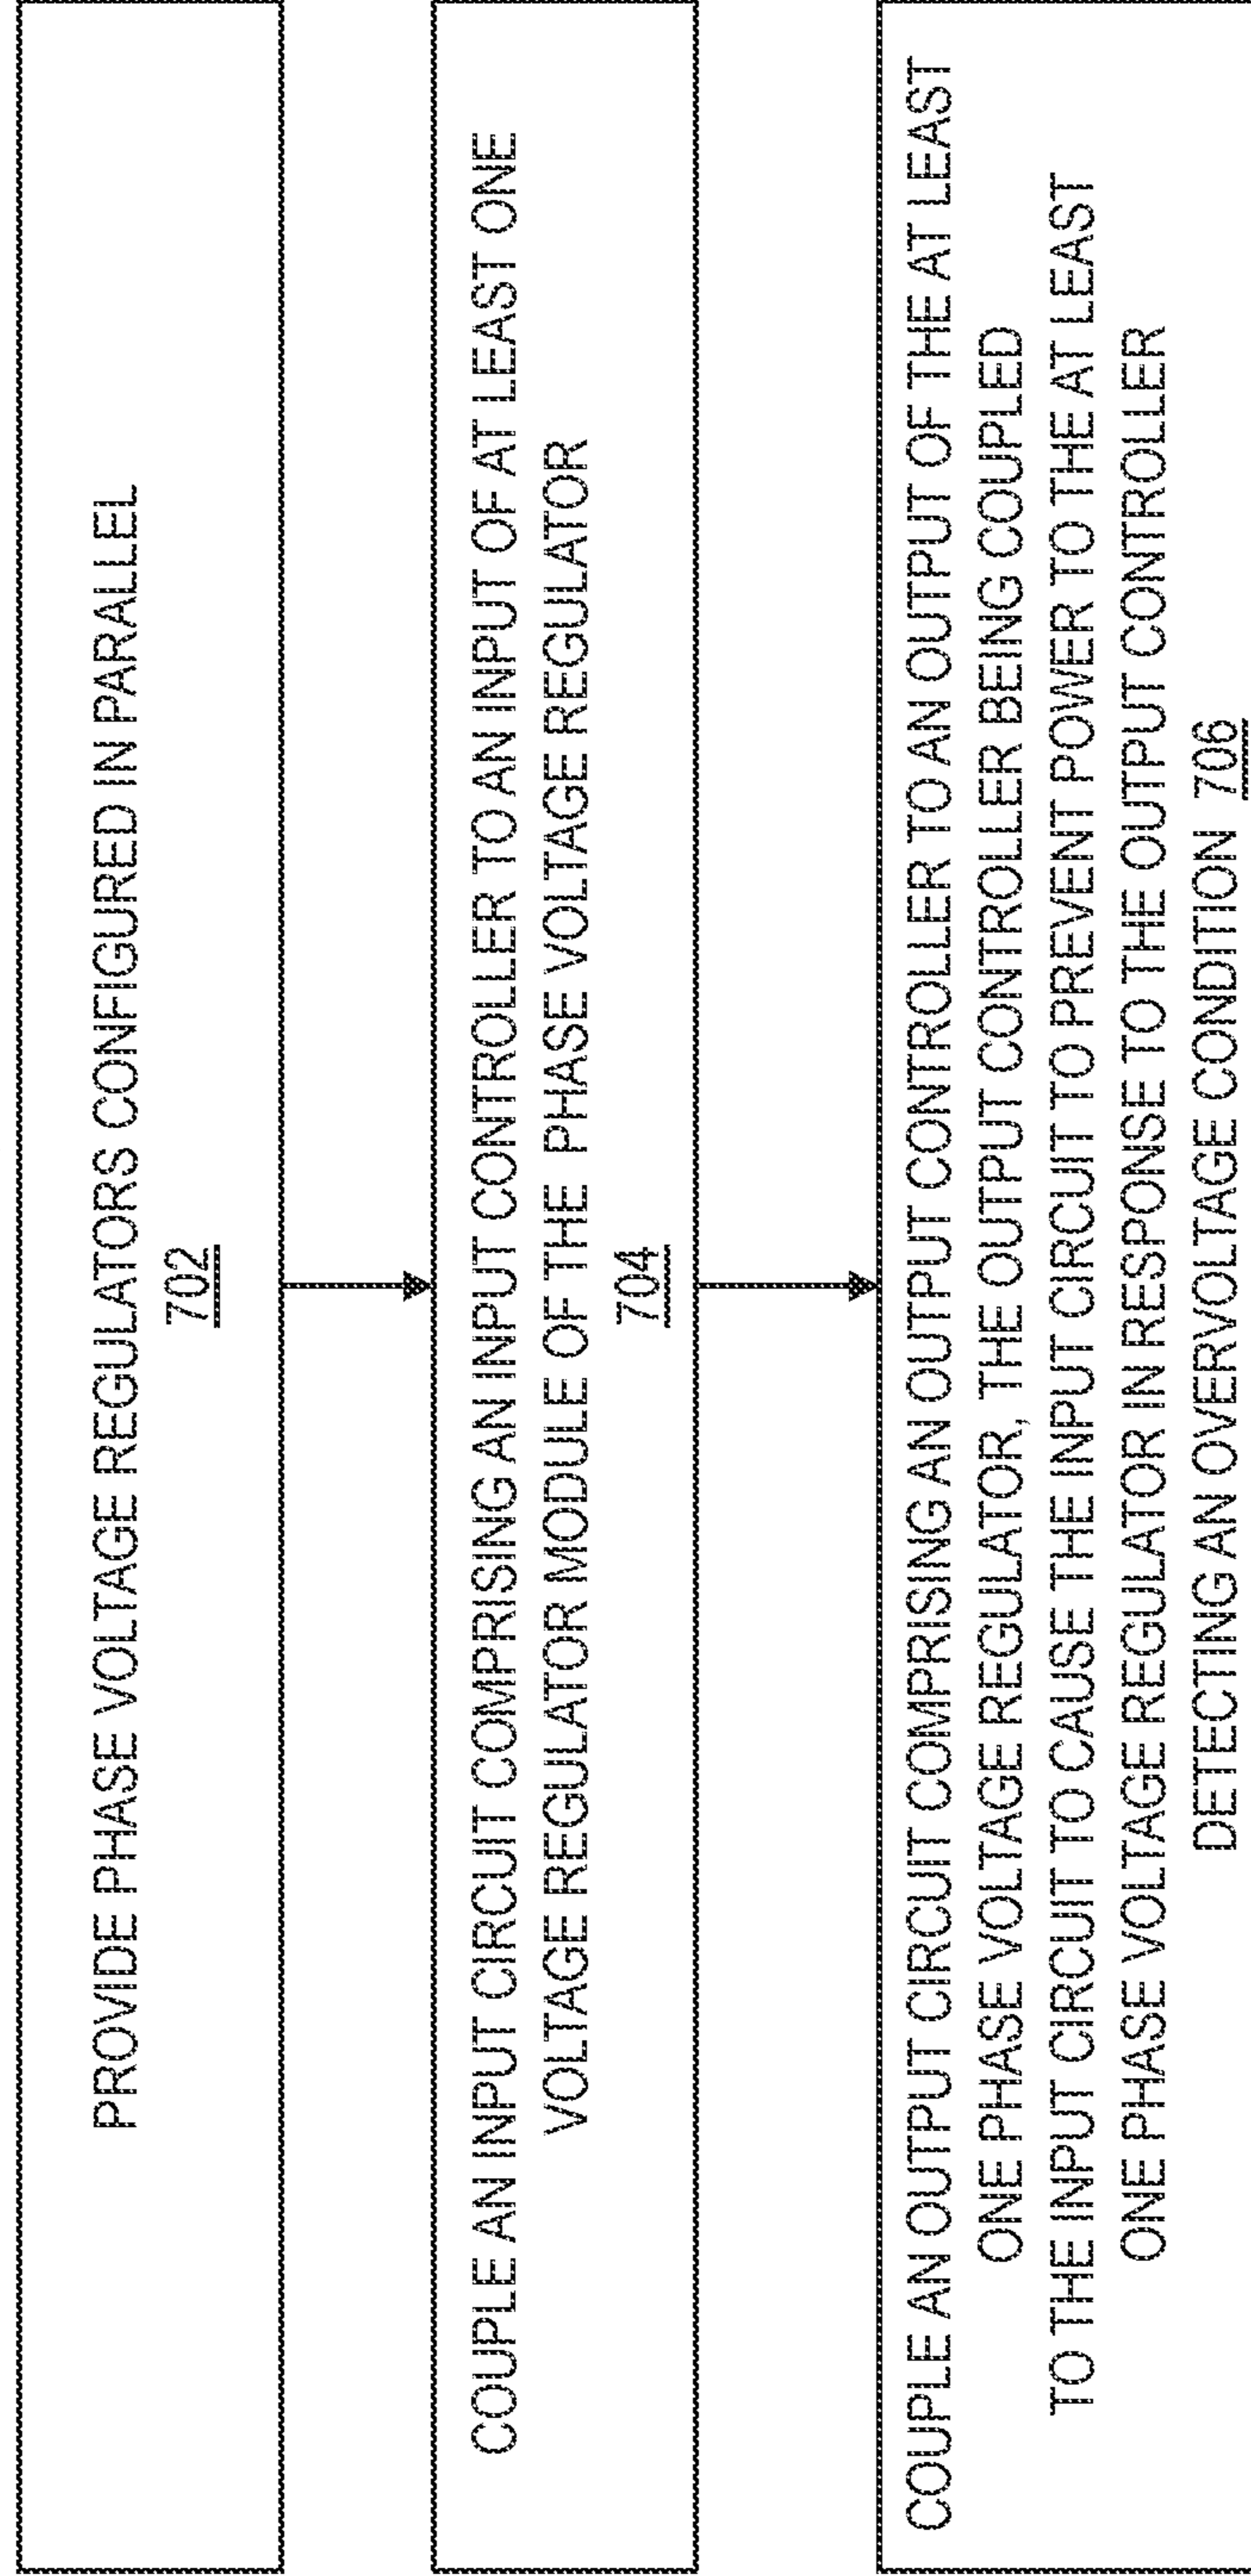 PROVIDE PHASE VOLTAGE REGULATORS CONFIGURED IN PARALLEL
702
COUPLE AN INPUT CIRCUIT COMPRISING AN INPUT CONTROLLER TO AN INPUT OF AT LEAST ONE
VOLTAGE REGULATOR MODULE OF THE PHASE VOLTAGE REGULATOR
704
COUPLE AN OUTPUT CIRCUIT COMPRISING AN OUTPUT CONTROLLER TO AN OUTPUT OF THE AT LEAST
ONE PHASE VOLTAGE REGULATOR, THE OUTPUT CONTROLLER BEING COUPLED
TO THE INPUT CIRCUIT TO CAUSE THE INPUT CIRCUIT TO PREVENT POWER TO THE AT LEAST
ONE PHASE VOLTAGE REGULATOR IN RESPONSE TO THE OUTPUT CONTROLLER
DETECTING AN OVERVOLTAGE CONDITION 706